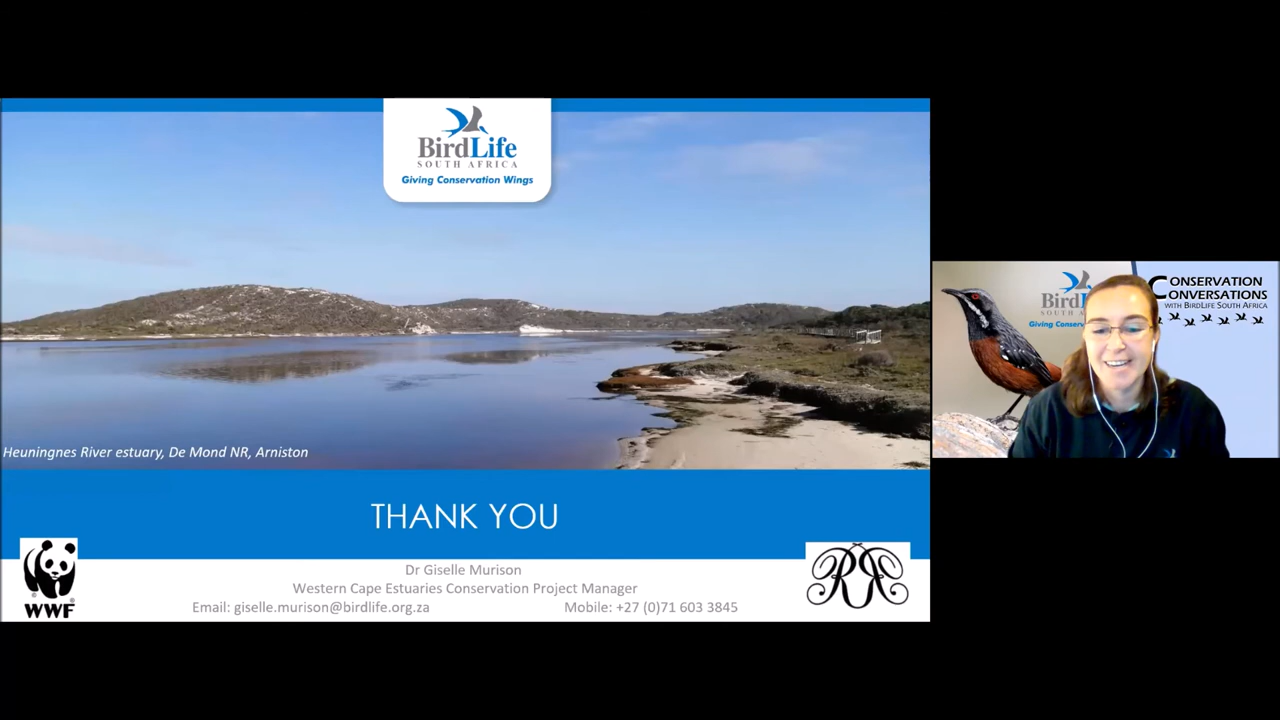 BirdLife
SOUTH AFRICA
Giving Conservation Wings
Heuningnes River estuary, De Mond NR, Arniston
THANK YOU
Dr Giselle Murison
Western Cape Estuaries Conservation Project Manager
Email: giselle.murison@birdlife.org.za Mobile: +27 (0)71 603 3845
WWF
CONSERVATION
CONVERSATIONS
WITH BIRDLIFE SOUTH AFRICA